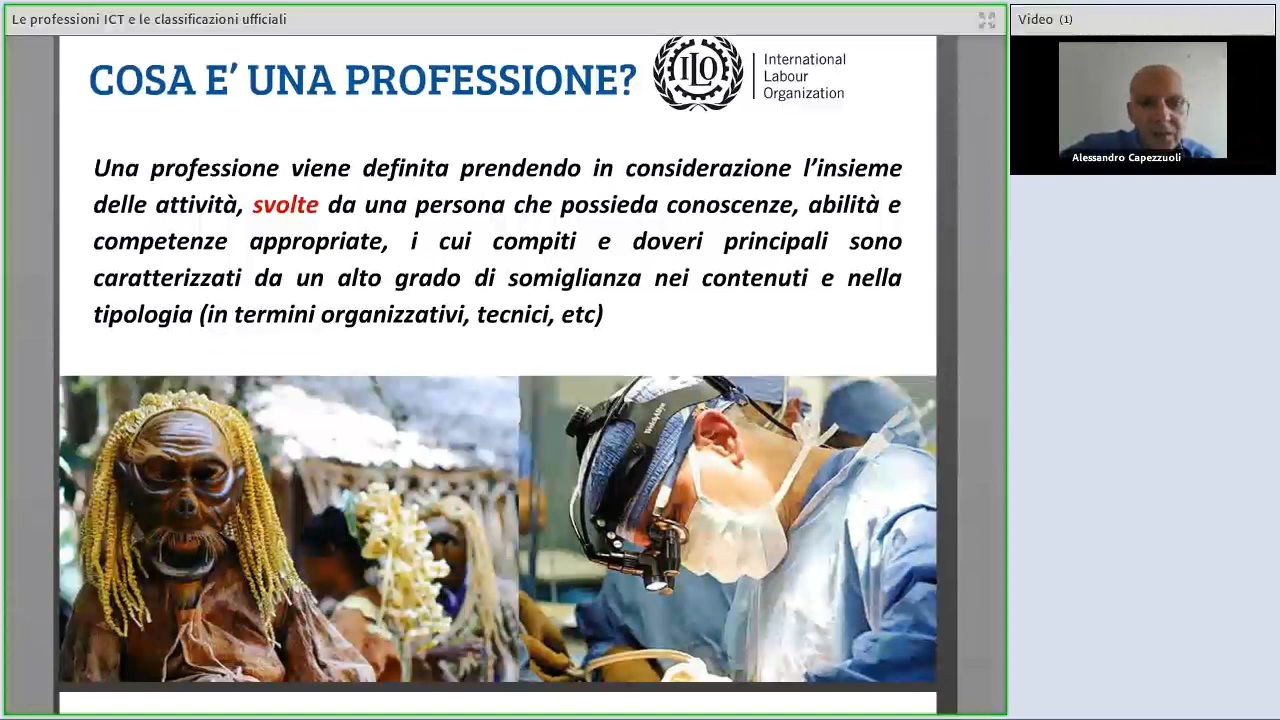 Le professioni ICT e le classificazioni ufficiali
Video (1)
COSA E’ UNA PROFESSIONE?
ILO
International
Labour
Organization
Alessandro Capezzuoli
Una professione viene definita prendendo in considerazione l’insieme
delle attività, svolte da una persona che possieda conoscenze, abilità e
competenze appropriate, i cui compiti e doveri principali sono
caratterizzati da un alto grado di somiglianza nei contenuti e nella
tipologia (in termini organizzativi, tecnici, etc)
WelchAllyn